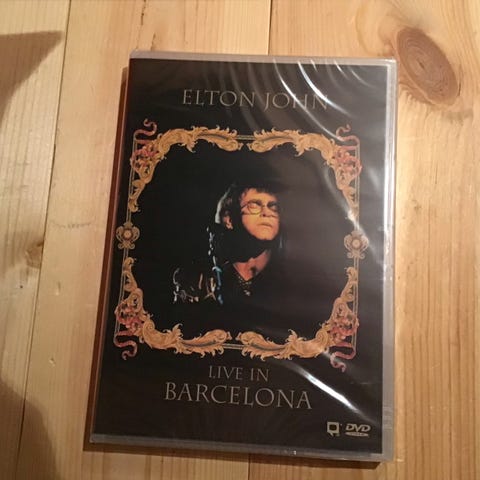 ELTON JOHN
LIVE IN
BARCELONA
DVD